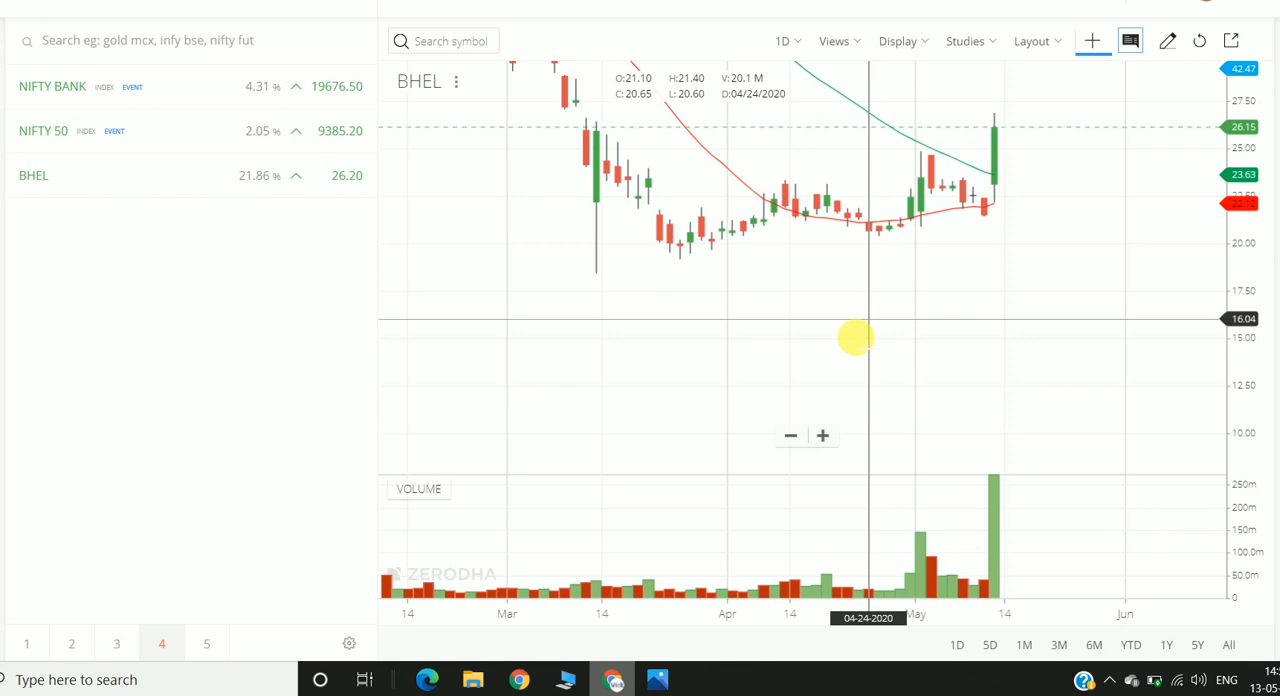 Search eg: gold mcx, infy bse, nifty fut
NIFTY BANK INDEX EVENT 4.31 % 19676.50
NIFTY 50 INDEX EVENT 2.05 % 9385.20
BHEL 21.86 % 26.20
1 2 3 4 5
Search symbol 1D Views Display Studies Layout
BHEL
O:21.10 H:21.40 V:20.1 M
C:20.65 L:20.60 D:04/24/2020
42.47
27.50
26.15
25.00
23.63
22.50
22.12
20.00
17.50
16.04
15.00
12.50
10.00
VOLUME
250m
200m
150m
100.0m
50.0m
0
ZERODHA
14 Mar 14 Apr 14 04-24-2020 May 14 Jun
1D 5D 1M 3M 6M YTD 1Y 5Y All
Type here to search
ENG